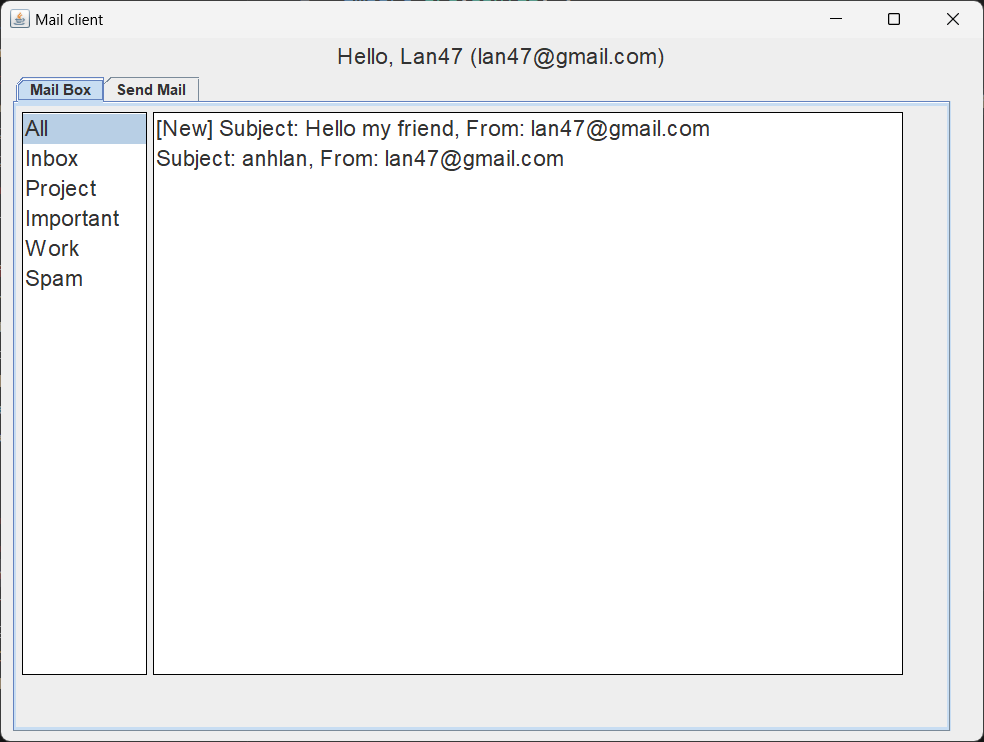 Mail client
Hello, Lan47 (lan47@gmail.com)
Mail Box
Send Mail
All
Inbox
Project
Important
Work
Spam
[New] Subject: Hello my friend, From: lan47@gmail.com
Subject: anhlan, From: lan47@gmail.com